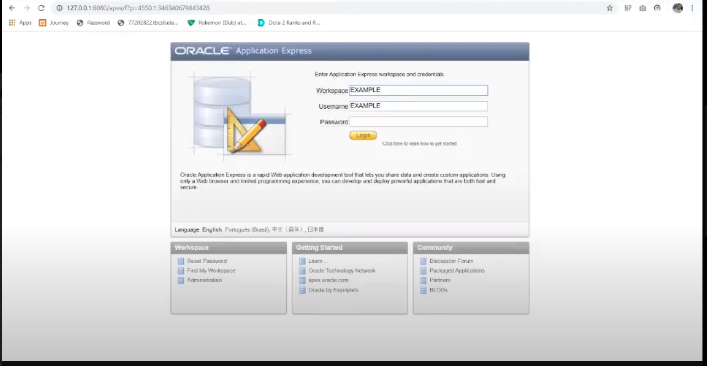 127.0.0.1:8080/apex/f?p=4550:1:346340679843428
Apps Journey Password 77202822.tbcstude... Pokemon (Dub) at... Dota 2 Ranks and R...
ORACLE Application Express
Enter Application Express workspace and credentials.
Workspace EXAMPLE
Username EXAMPLE
Password
Login
Click here to learn how to get started
Oracle Application Express is a rapid Web application development tool that lets you share data and create custom applications. Using
only a Web browser and limited programming experience, you can develop and deploy powerful applications that are both fast and
secure.
Language: English, Português (Brasil), 中文, 日本語
Workspace Getting Started Community
Reset Password Learn... Discussion Forum
Find My Workspace Oracle Technology Network Packaged Applications
Administration apex.oracle.com Partners
Oracle by Examples BLOGs